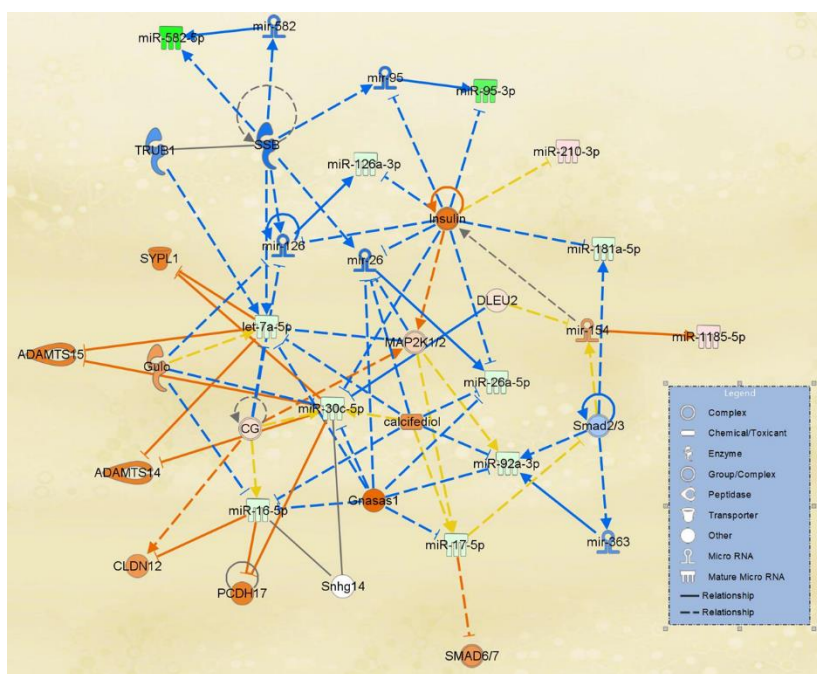 mir-582
miR-582-5p
mir-95
miR-95-3p
TRUB1
SSB
miR-126a-3p
miR-210-3p
Insulin
mir-126
mir-26
miR-181a-5p
SYPL1
DLEU2
let-7a-5p
mir-154
MAP2K1/2
miR-1185-5p
ADAMTS15
Gulo
miR-26a-5p
miR-30c-5p
calcifediol
CG
Smad2/3
miR-92a-3p
ADAMTS14
Gnasas1
miR-16-5p
miR-17-5p
mir-363
CLDN12
PCDH17
Snhg14
SMAD6/7
Legend
Complex
Chemical/Toxicant
Enzyme
Group/Complex
Peptidase
Transporter
Other
Micro RNA
Mature Micro RNA
Relationship
Relationship